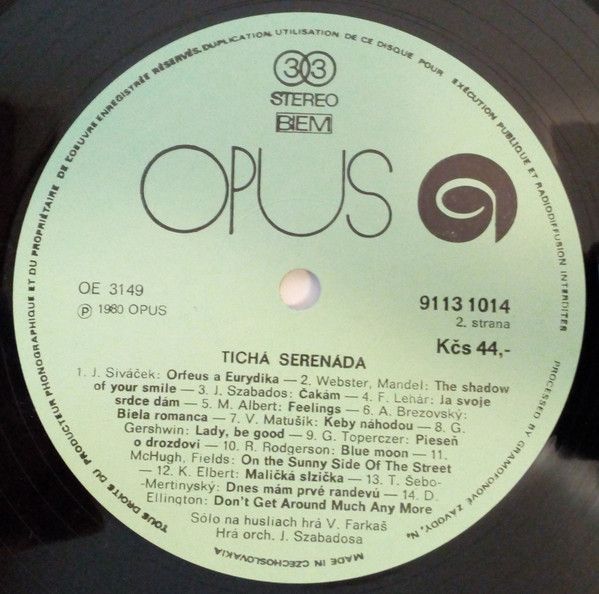 TOUS DROITS DU PRODUCTEUR PHONOGRAPHIQUE ET DU PROPRIÉTAIRE DE L'OEUVRE ENREGISTRÉE RÉSERVÉS. DUPLICATION, UTILISATION DE CE DISQUE POUR EXÉCUTION PUBLIQUE ET RADIODIFFUSION INTERDITES
33
STEREO
BIEM
OPUS
OE 3149
Ⓟ 1980 OPUS
9113 1014
2. strana
Kčs 44,-
TICHÁ SERENÁDA
1. J. Siváček: Orfeus a Eurydika — 2. Webster, Mandel: The shadow
of your smile — 3. J. Szabados: Čakám — 4. F. Lehár: Ja svoje
srdce dám — 5. M. Albert: Feelings — 6. A. Brezovský:
Biela romanca — 7. V. Matušík: Keby náhodou — 8. G.
Gershwin: Lady, be good — 9. G. Toperczer: Pieseň
o drozdovi — 10. R. Rodgerson: Blue moon — 11.
McHugh, Fields: On the Sunny Side Of The Street
— 12. K. Elbert: Maličká slzička — 13. T. Šebo-
-Mertinyský: Dnes mám prvé randevú — 14. D.
Ellington: Don't Get Around Much Any More
Sólo na husliach hrá V. Farkaš
Hrá orch. J. Szabadosa
MADE IN CZECHOSLOVAKIA
PROCESSED BY GRAMOFONOVÉ ZÁVODY, N.